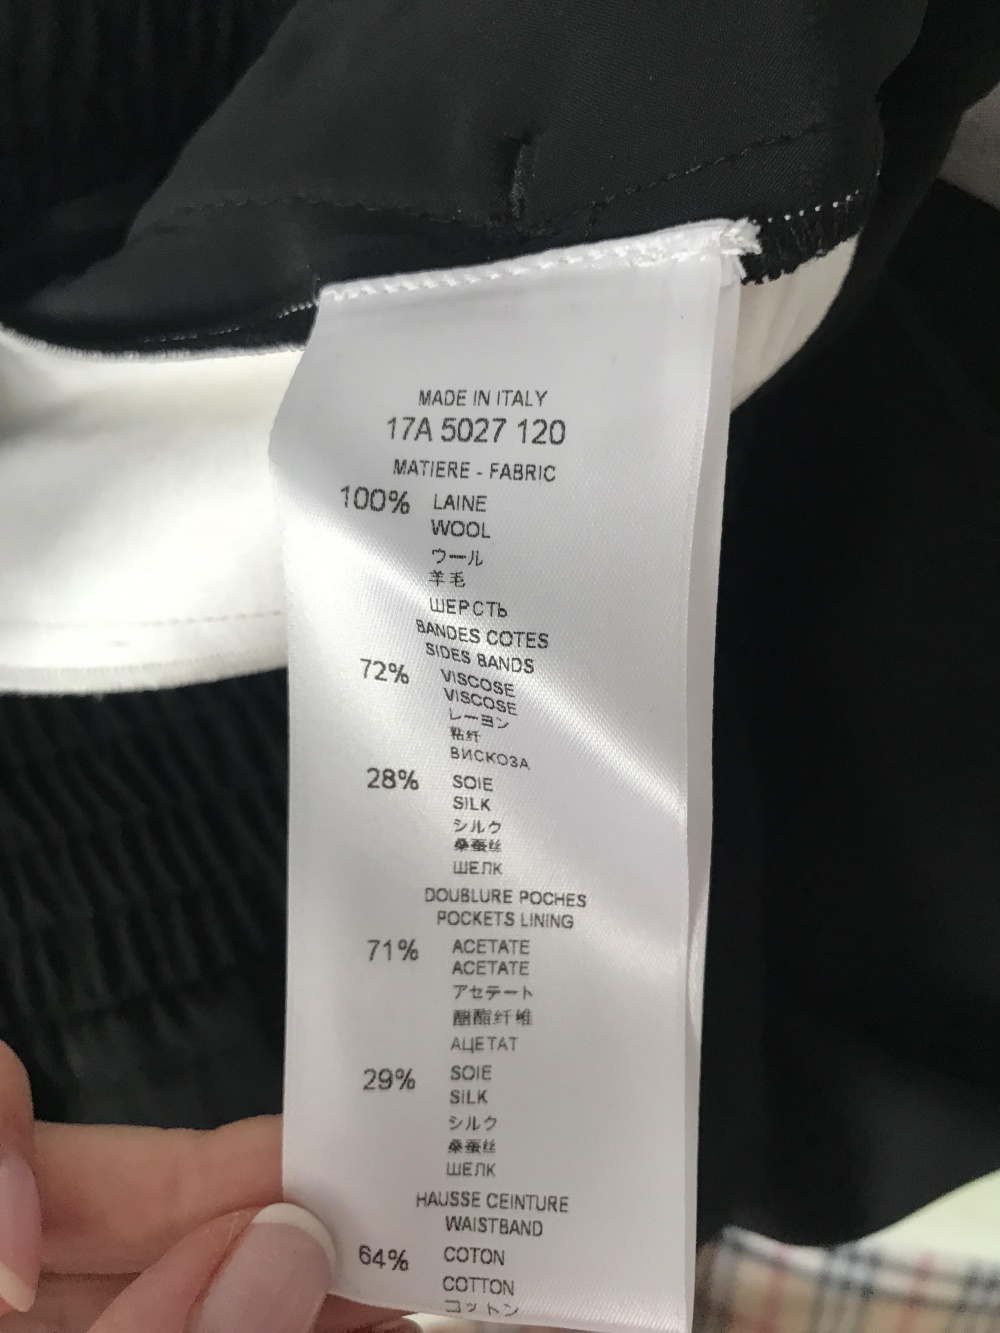 MADE IN ITALY
17A 5027 120
MATIERE - FABRIC
100% LAINE
WOOL
ウール
羊毛
ШЕРСТЬ
BANDES COTES
SIDES BANDS
72% VISCOSE
VISCOSE
レーヨン
粘纤
ВИСКОЗА
28% SOIE
SILK
シルク
桑蚕丝
ШЕЛК
DOUBLURE POCHES
POCKETS LINING
71% ACETATE
ACETATE
アセテート
醋酯纤维
АЦЕТАТ
29% SOIE
SILK
シルク
桑蚕丝
ШЕЛК
HAUSSE CEINTURE
WAISTBAND
64% COTON
COTTON
コットン